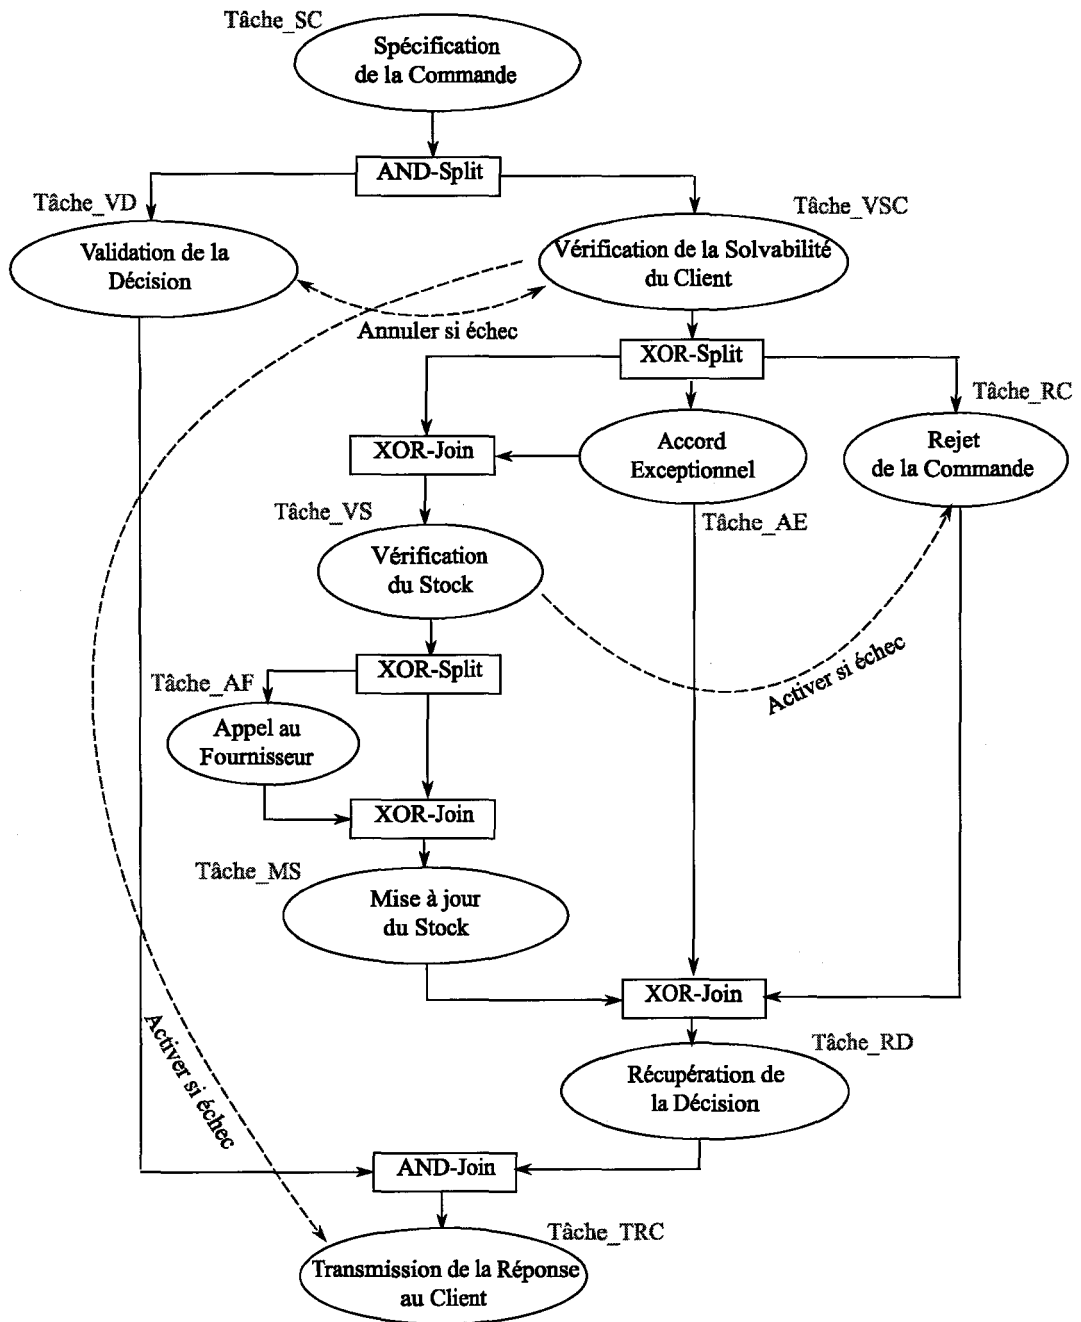 Tâche_SC
Spécification
de la Commande
AND-Split
Tâche_VD
Tâche_VSC
Validation de la
Décision
Vérification de la Solvabilité
du Client
Annuler si échec
XOR-Split
Tâche_RC
XOR-Join
Accord
Exceptionnel
Rejet
de la Commande
Tâche_VS
Tâche_AE
Vérification
du Stock
XOR-Split
Activer si échec
Tâche_AF
Appel au
Fournisseur
XOR-Join
Tâche_MS
Mise à jour
du Stock
XOR-Join
Activer si échec
Tâche_RD
Récupération de
la Décision
AND-Join
Tâche_TRC
Transmission de la Réponse
au Client